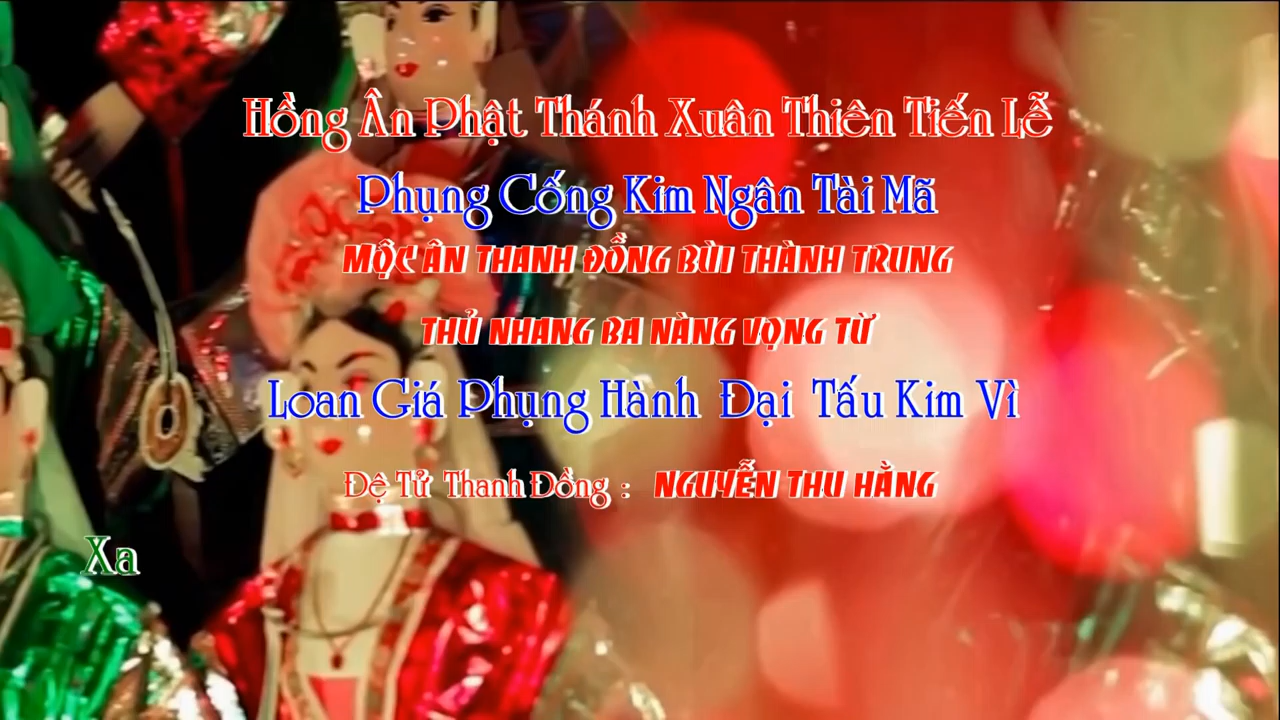 Hồng Ân Phật Thánh Xuân Thiên Tiến Lễ
Phụng Cống Kim Ngân Tài Mã
MỘC ÂN THANH ĐỒNG BÙI THÀNH TRUNG
THỦ NHANG BA NÀNG VỌNG TỪ
Loan Giá Phụng Hành Đại Tấu Kim Vì
Đệ Tử Thanh Đồng : NGUYỄN THU HẰNG
Xa